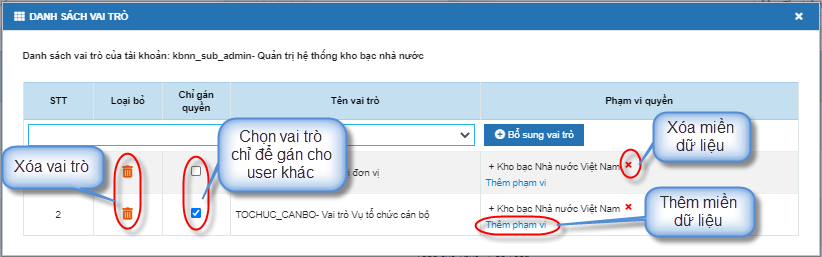 DANH SÁCH VAI TRÒ
Danh sách vai trò của tài khoản: kbnn_sub_admin- Quản trị hệ thống kho bạc nhà nước
STT
Loại bỏ
Chỉ gán
quyền
Tên vai trò
Phạm vi quyền
Bổ sung vai trò
Xóa vai trò
Chọn vai trò
chỉ để gán cho
user khác
Xóa miền
dữ liệu
đơn vị
+ Kho bạc Nhà nước Việt Nam
Thêm phạm vi
2
TOCHUC_CANBO- Vai trò Vụ tổ chức cán bộ
+ Kho bạc Nhà nước Việt Nam
Thêm phạm vi
Thêm miền
dữ liệu